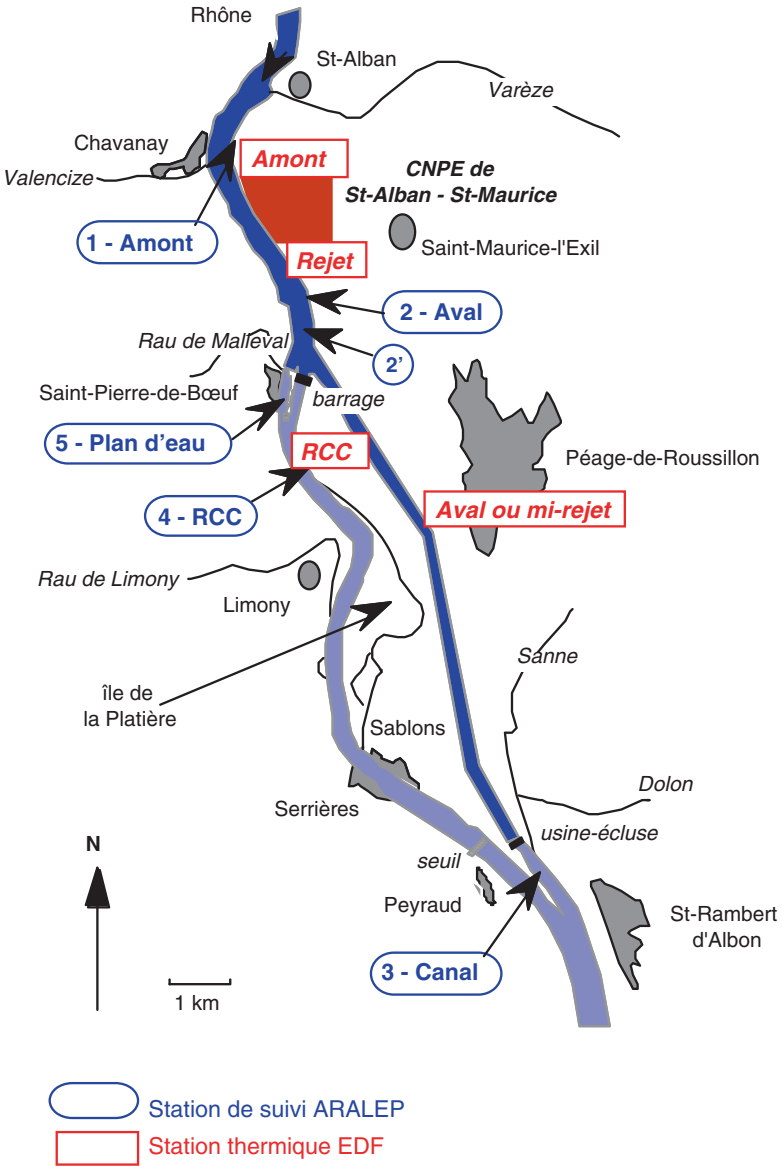 Rhône
St-Alban
Varèze
Chavanay
Amont
Valencize
CNPE de
St-Alban - St-Maurice
1 - Amont
Saint-Maurice-l'Exil
Rejet
2 - Aval
Rau de Malleval
2'
Saint-Pierre-de-Bœuf
barrage
5 - Plan d'eau
RCC
Péage-de-Roussillon
4 - RCC
Aval ou mi-rejet
Rau de Limony
Limony
Sanne
île de
la Platière
Sablons
Dolon
Serrières
usine-écluse
N
seuil
Peyraud
St-Rambert
d'Albon
3 - Canal
1 km
Station de suivi ARALEP
Station thermique EDF